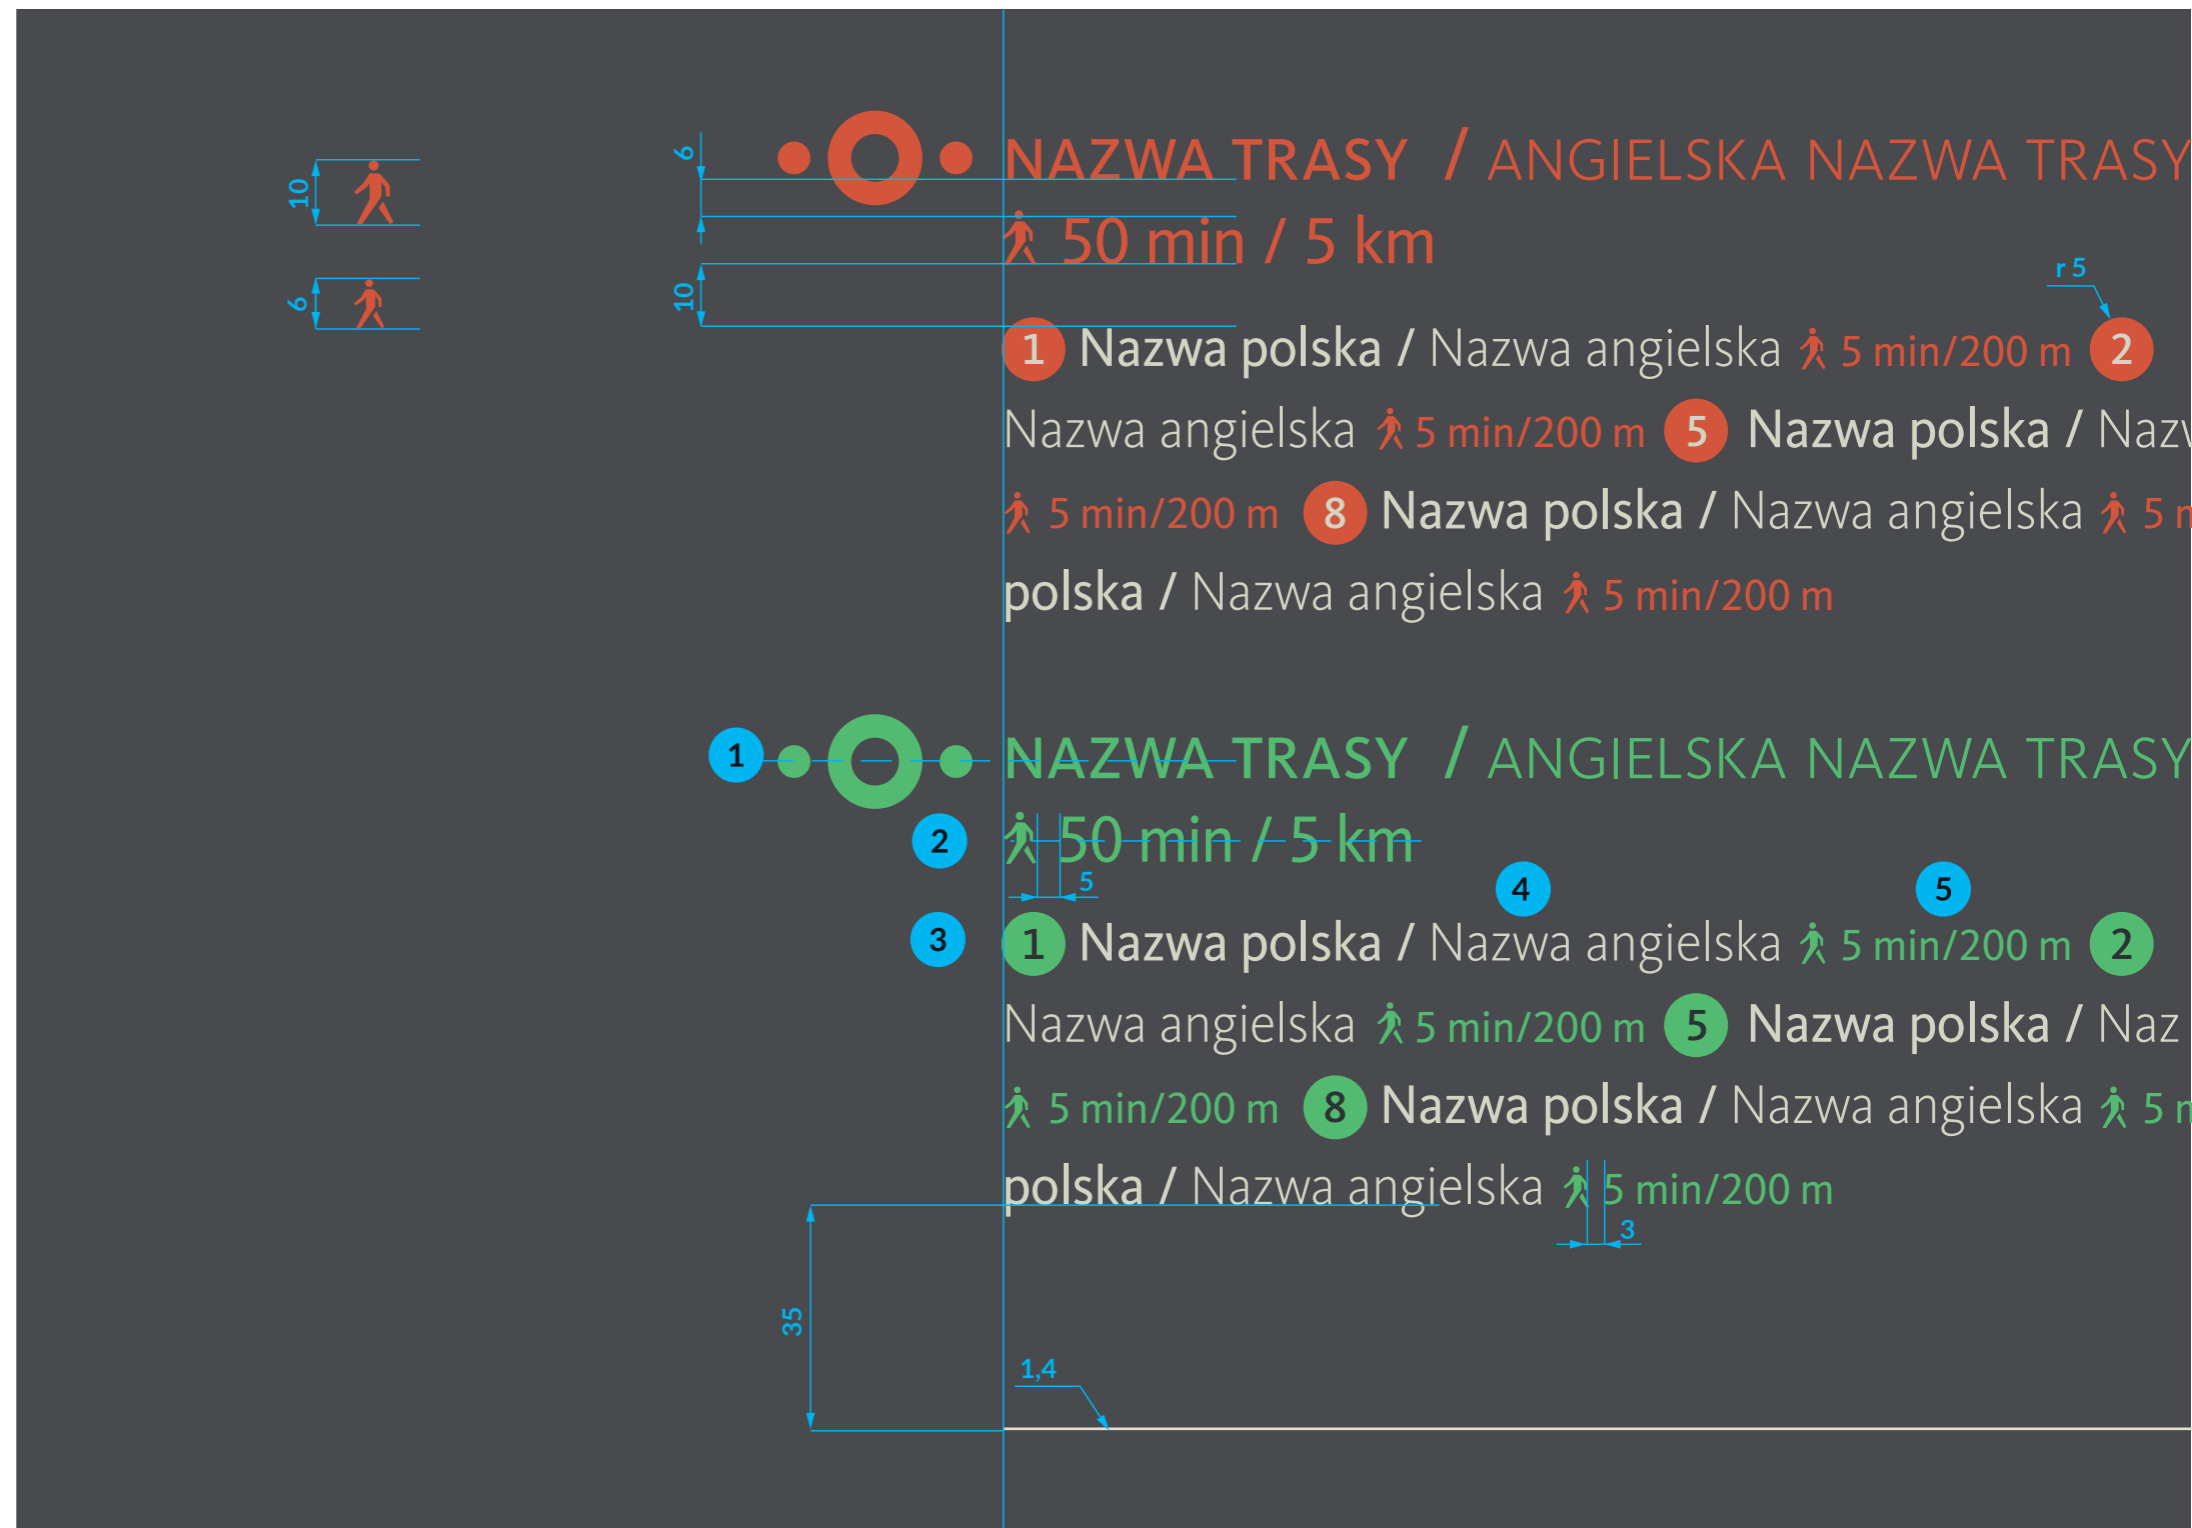 6
NAZWA TRASY / ANGIELSKA NAZWA TRASY
10
50 min / 5 km
6
10
r 5
1 Nazwa polska / Nazwa angielska 5 min/200 m 2
Nazwa angielska 5 min/200 m 5 Nazwa polska / Naz
5 min/200 m 8 Nazwa polska / Nazwa angielska 5
polska / Nazwa angielska 5 min/200 m
1 NAZWA TRASY / ANGIELSKA NAZWA TRASY
2 50 min / 5 km
5
4
5
3 1 Nazwa polska / Nazwa angielska 5 min/200 m 2
Nazwa angielska 5 min/200 m 5 Nazwa polska / Naz
5 min/200 m 8 Nazwa polska / Nazwa angielska 5
polska / Nazwa angielska 5 min/200 m
3
35
1,4